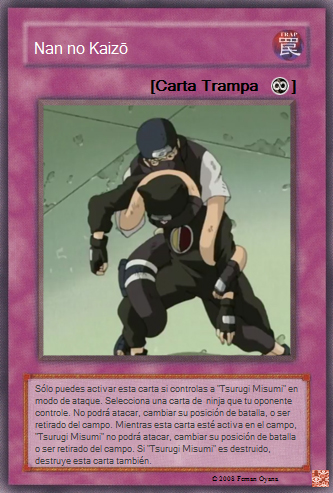 Nan no Kaizō
TRAP
罠
[Carta Trampa ]
Sólo puedes activar esta carta si controlas a "Tsurugi Misumi" en
modo de ataque. Selecciona una carta de ninja que tu oponente
controle. No podrá atacar, cambiar su posición de batalla, o ser
retirado del campo. Mientras esta carta esté activa en el campo,
"Tsurugi Misumi" no podrá atacar, cambiar su posición de batalla
o ser retirado del campo. Si "Tsurugi Misumi" es destruido,
destruye esta carta también.
© 2008 Faman Oyana